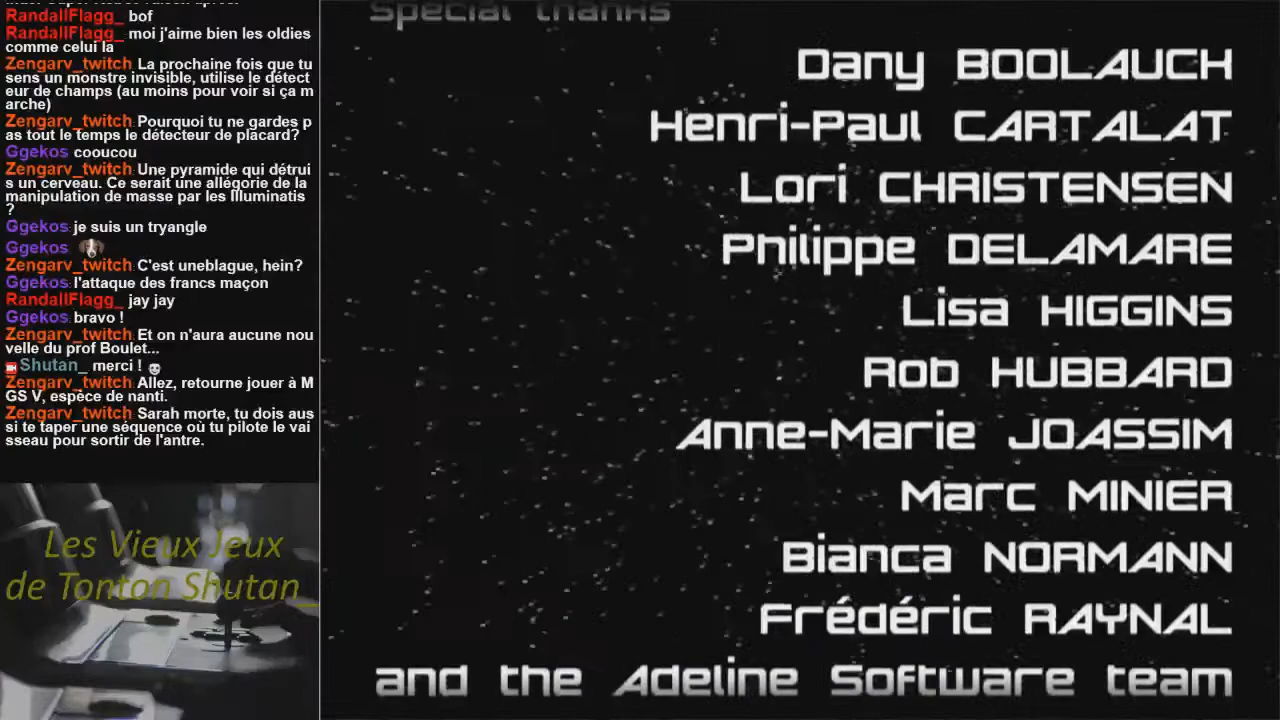 RandallFlagg_ bof
RandallFlagg_ moi j'aime bien les oldies
comme celui la
Zengarv_twitch: La prochaine fois que tu
sens un monstre invisible, utilise le détect
eur de champs (au moins pour voir si ça m
arche)
Zengarv_twitch: Pourquoi tu ne gardes p
as tout le temps le détecteur de placard?
Ggekos: cooucou
Zengarv_twitch: Une pyramide qui détrui
s un cerveau. Ce serait une allégorie de la
manipulation de masse par les Illuminatis
?
Ggekos: je suis un tryangle
Ggekos
Zengarv_twitch: C'est uneblague, hein?
Ggekos: l'attaque des francs maçon
RandallFlagg_ jay jay
Ggekos: bravo !
Zengarv_twitch: Et on n'aura aucune nou
velle du prof Boulet...
Shutan_ merci !
Zengarv_twitch: Allez, retourne jouer à M
GS V, espèce de nanti.
Zengarv_twitch: Sarah morte, tu dois aus
si te taper une séquence où tu pilote le vai
sseau pour sortir de l'antre.
Les Vieux Jeux
de Tonton Shutan_
Special thanks
Dany BOOLAUCH
Henri-Paul CARTALAT
Lori CHRISTENSEN
Philippe DELAMARE
Lisa HIGGINS
Rob HUBBARD
Anne-Marie JOASSIM
Marc MINIER
Bianca NORMANN
Frédéric RAYNAL
and the Adeline Software team